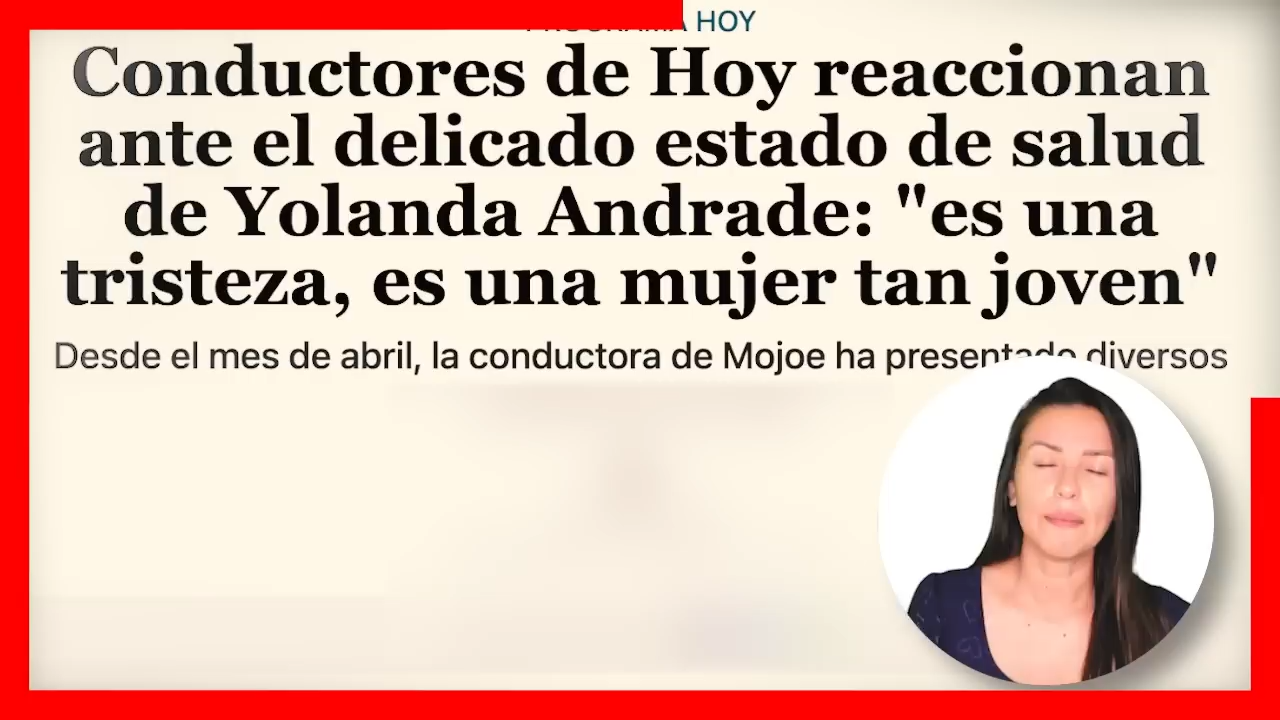 HOY
Conductores de Hoy reaccionan
ante el delicado estado de salud
de Yolanda Andrade: "es una
tristeza, es una mujer tan joven"
Desde el mes de abril, la conductora de Mojoe ha presentado diversos